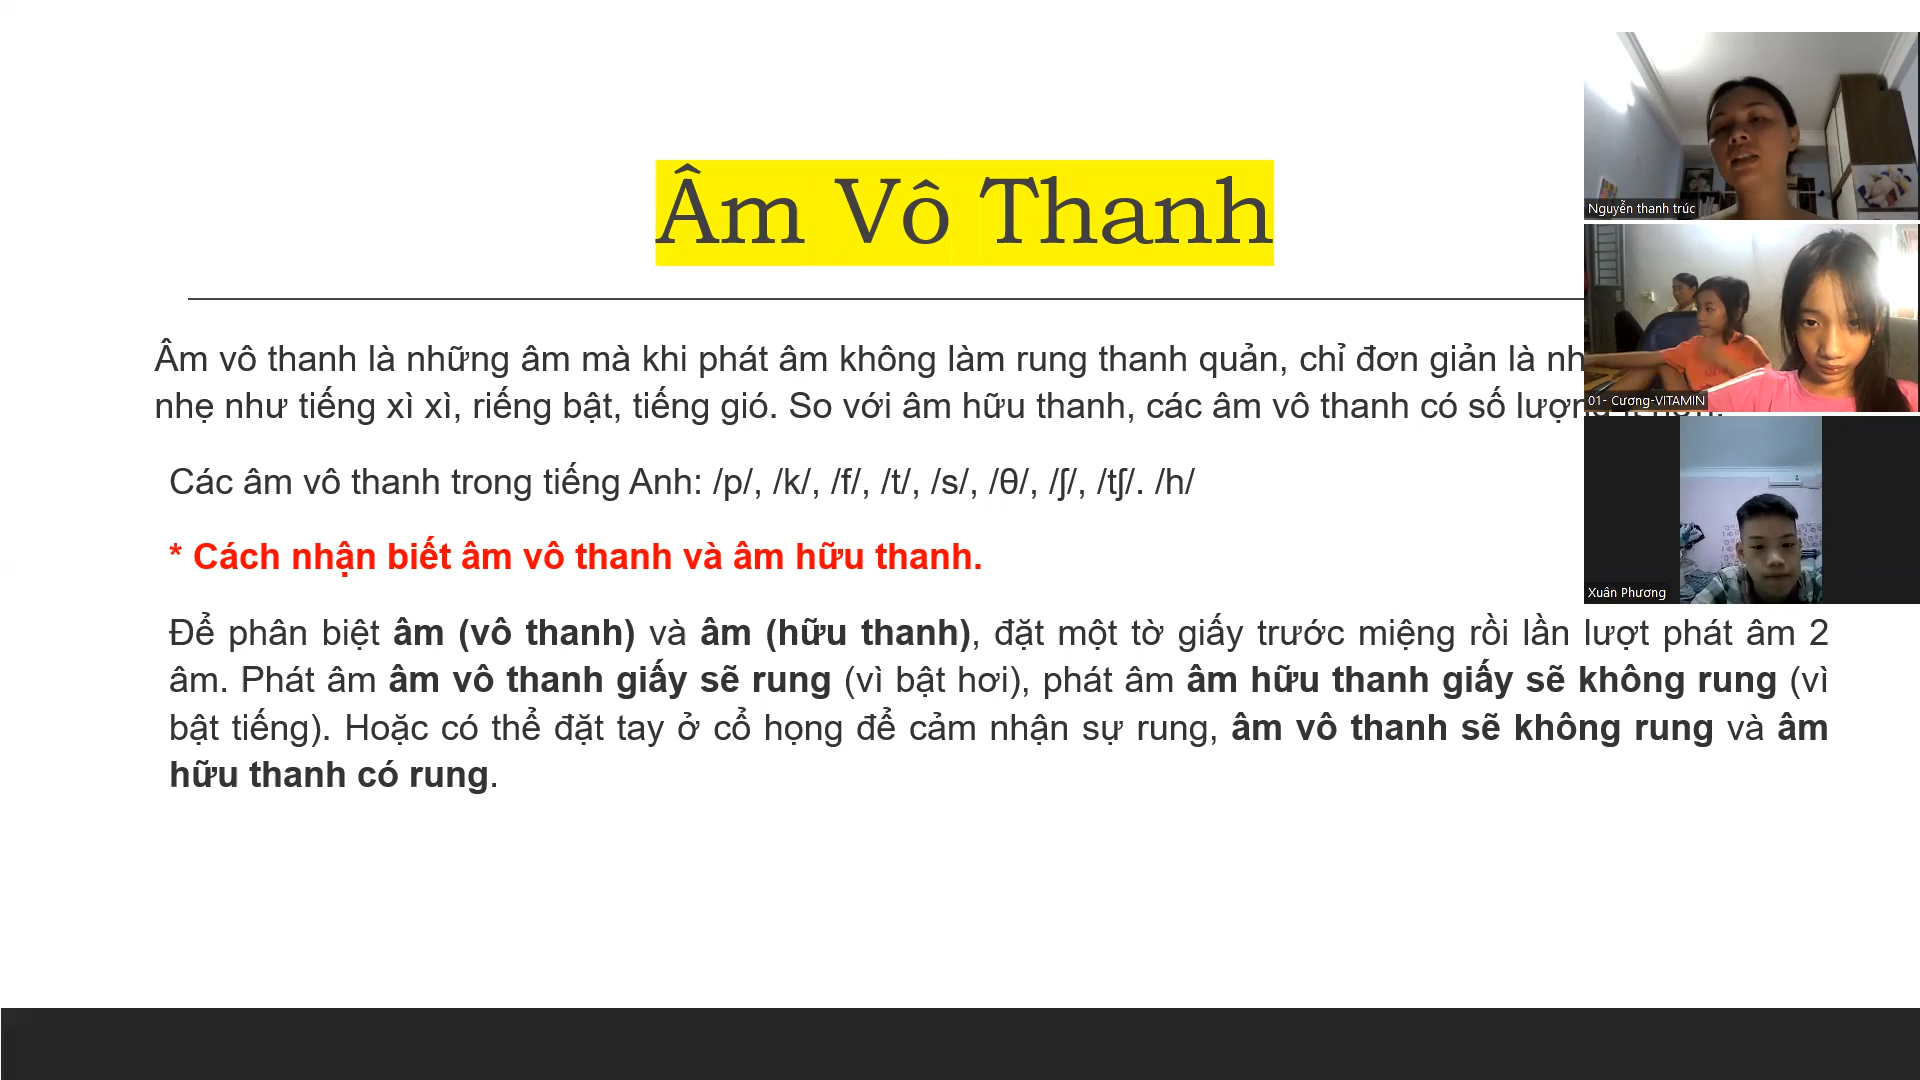 Âm Vô Thanh
Âm vô thanh là những âm mà khi phát âm không làm rung thanh quản, chỉ đơn giản là
nhẹ như tiếng xì xì, riếng bật, tiếng gió. So với âm hữu thanh, các âm vô thanh có số lượng
Các âm vô thanh trong tiếng Anh: /p/, /k/, /f/, /t/, /s/, /θ/, /ʃ/, /tʃ/. /h/
* Cách nhận biết âm vô thanh và âm hữu thanh.
Để phân biệt âm (vô thanh) và âm (hữu thanh), đặt một tờ giấy trước miệng rồi lần lượt phát âm 2
âm. Phát âm âm vô thanh giấy sẽ rung (vì bật hơi), phát âm âm hữu thanh giấy sẽ không rung (vì
bật tiếng). Hoặc có thể đặt tay ở cổ họng để cảm nhận sự rung, âm vô thanh sẽ không rung và âm
hữu thanh có rung.
Nguyễn thanh trúc
01- Cương-VITAMIN
Xuân Phương